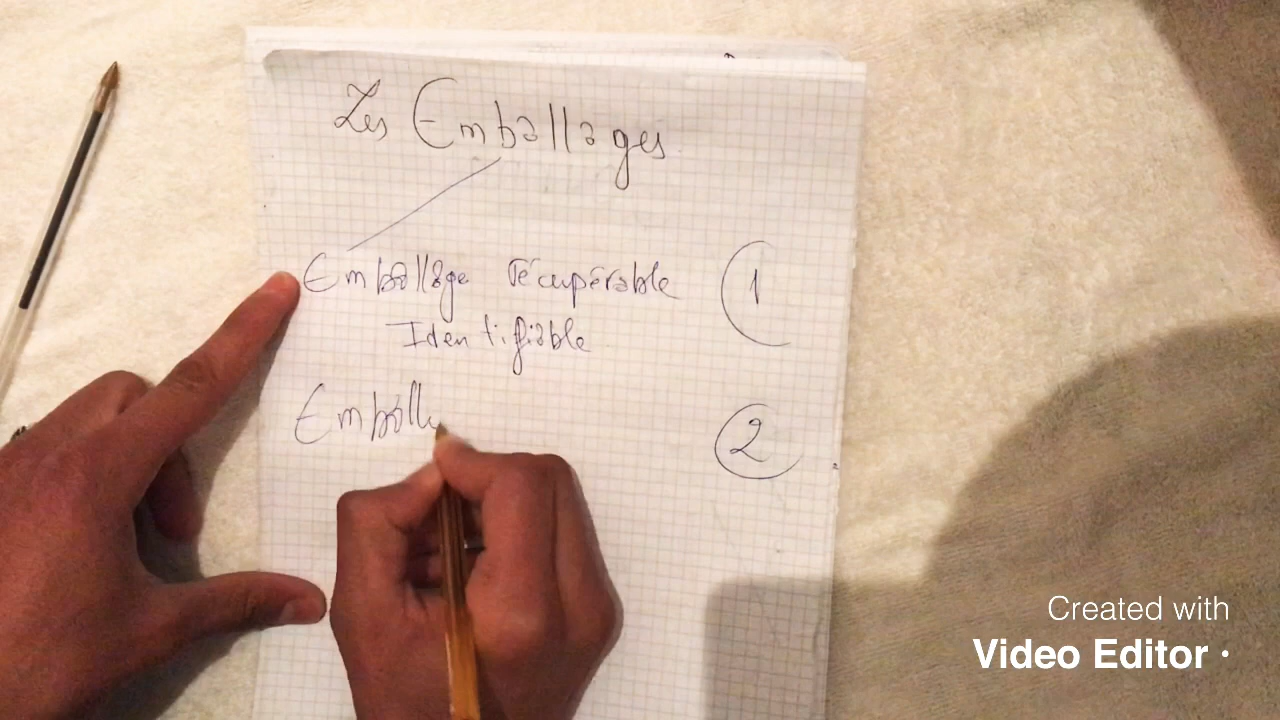 Les Emballages
Emballage récupérable
Identifiable
1
Emball
2
Created with
Video Editor